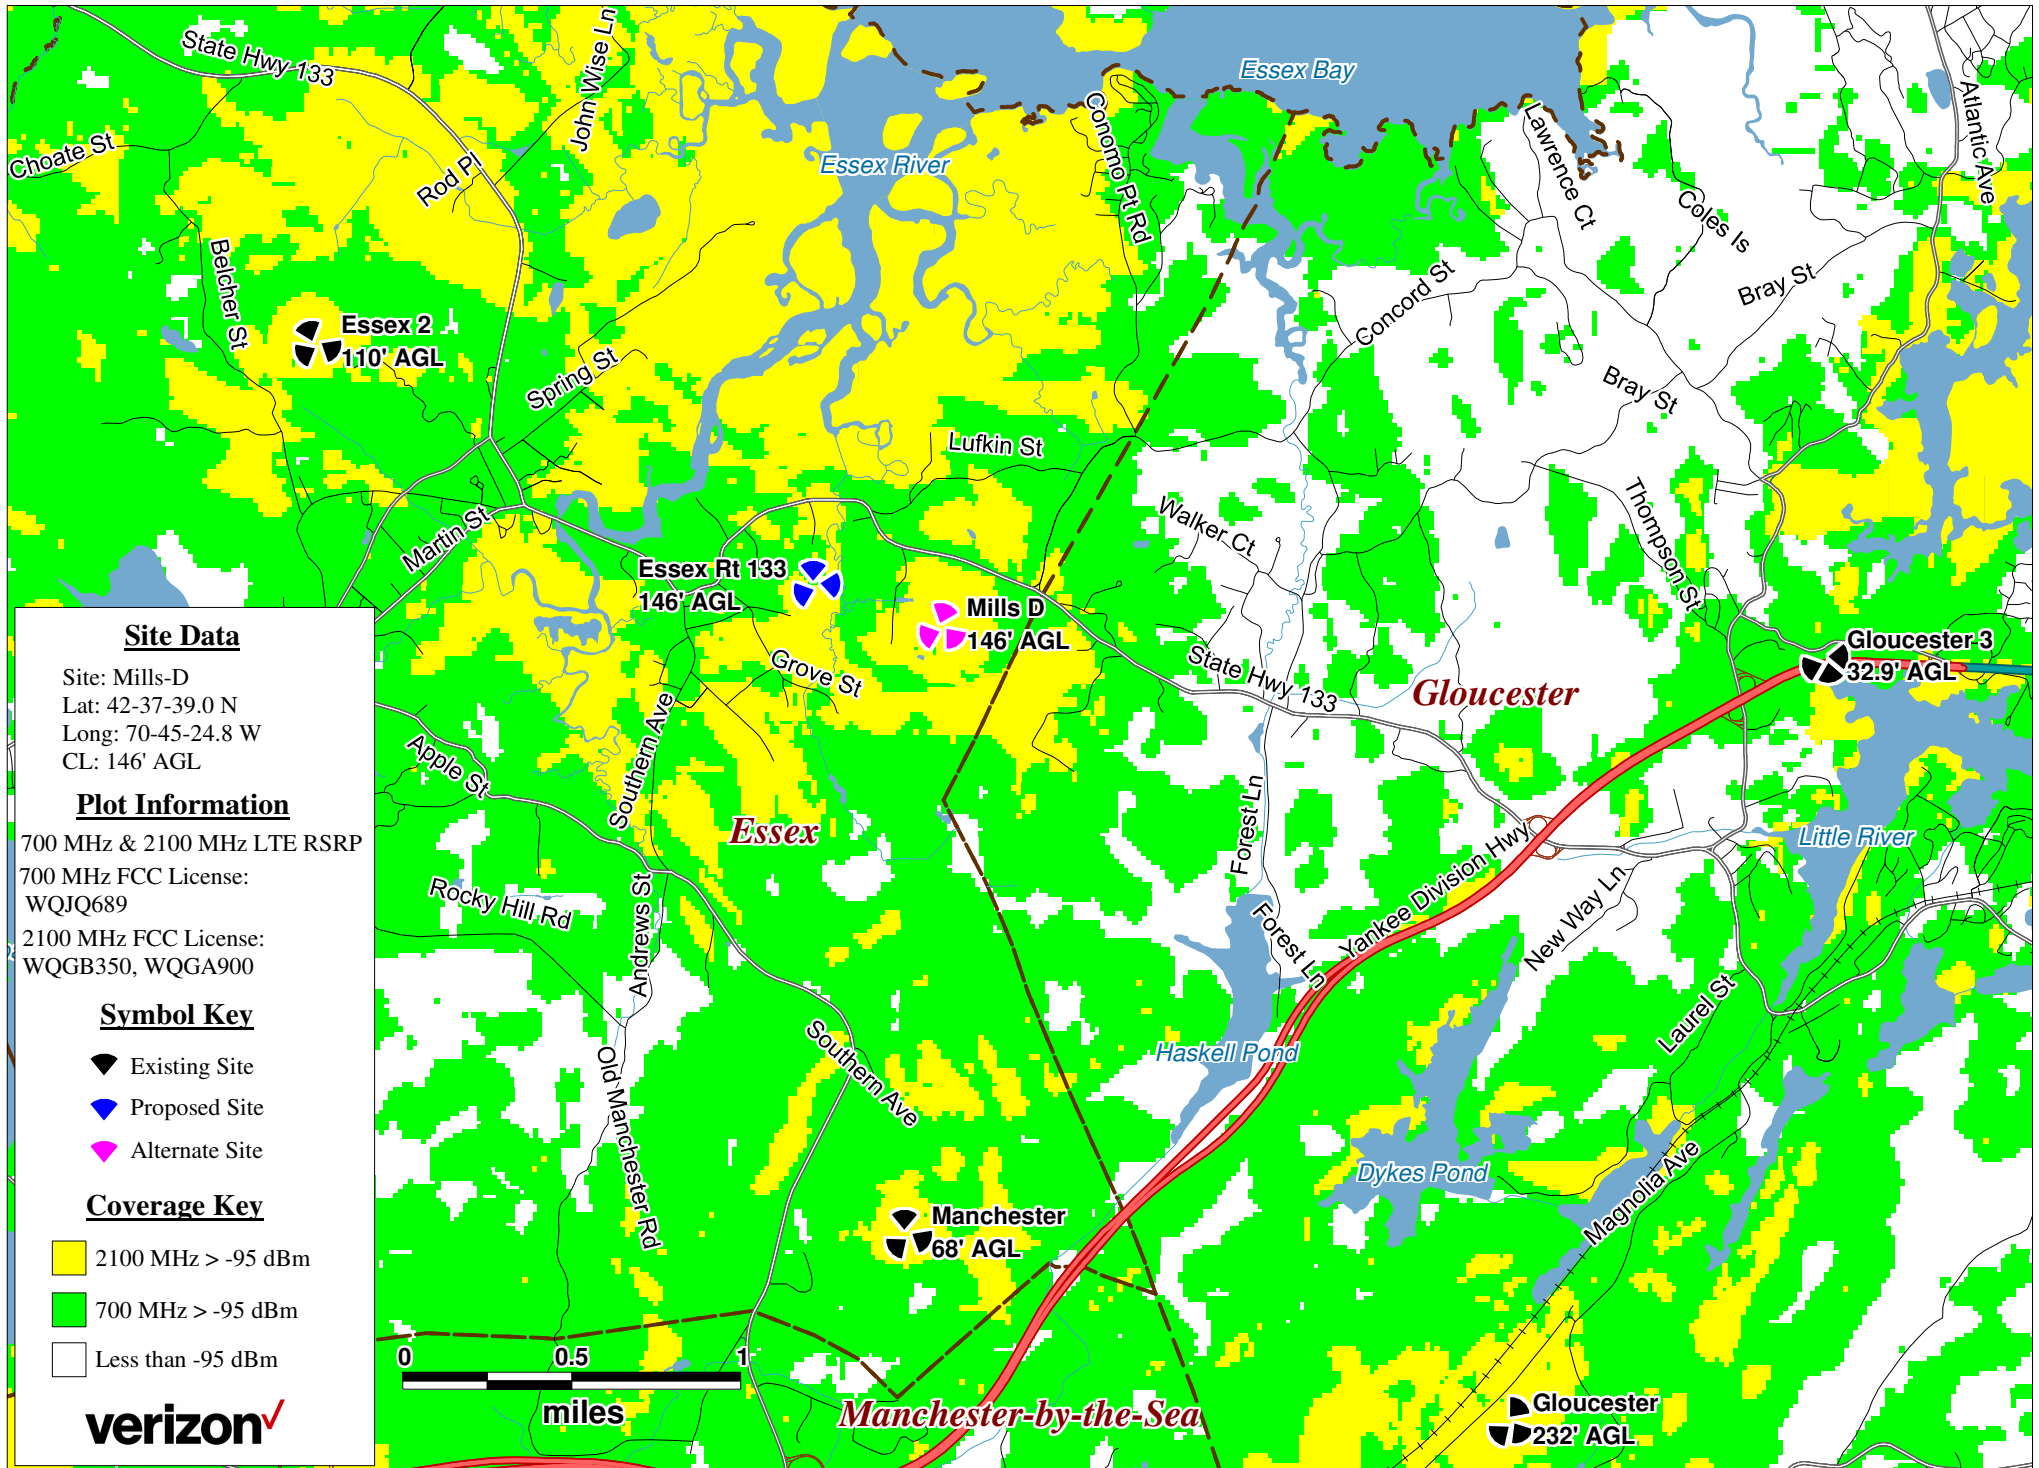 State Hwy 133
John Wise Ln
Essex Bay
Atlantic Ave
Choate St
Rod Pl
Essex River
Conomo Pt Rd
Lawrence Ct
Coles Is
Belcher St
Bray St
Concord St
Essex 2
110' AGL
Spring St
Bray St
Lufkin St
Martin St
Walker Ct
Thompson St
Essex Rt 133
146' AGL
Mills D
146' AGL
Grove St
State Hwy 133
Gloucester
Gloucester 3
32.9' AGL
Apple St
Southern Ave
Essex
Forest Ln
Little River
Yankee Division Hwy
New Way Ln
Rocky Hill Rd
Andrews St
Forest Ln
Laurel St
Southern Ave
Haskell Pond
Old Manchester Rd
Dykes Pond
Magnolia Ave
Manchester
68' AGL
Manchester-by-the-Sea
Gloucester
232' AGL
0 0.5 1
miles
Site Data
Site: Mills-D
Lat: 42-37-39.0 N
Long: 70-45-24.8 W
CL: 146' AGL
Plot Information
700 MHz & 2100 MHz LTE RSRP
700 MHz FCC License:
WQJQ689
2100 MHz FCC License:
WQGB350, WQGA900
Symbol Key
Existing Site
Proposed Site
Alternate Site
Coverage Key
2100 MHz > -95 dBm
700 MHz > -95 dBm
Less than -95 dBm
verizon